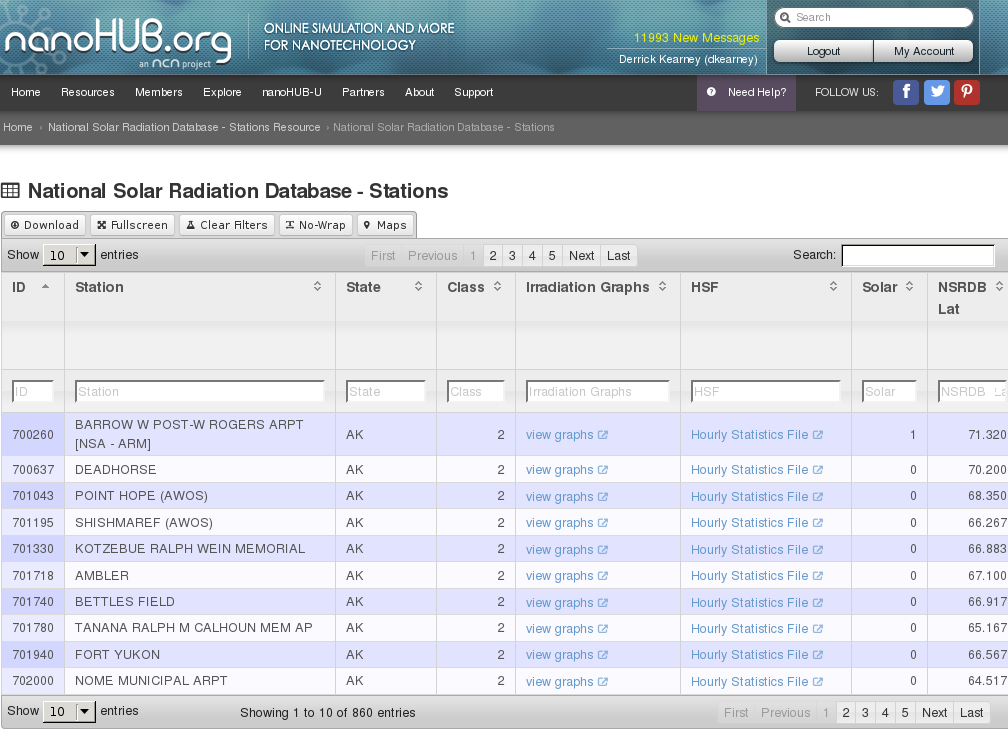 nanoHUB.org
an ncn project
ONLINE SIMULATION AND MORE
FOR NANOTECHNOLOGY
11993 New Messages
Derrick Kearney (dkearney)
Search
Logout My Account
Home Resources Members Explore nanoHUB-U Partners About Support
Need Help? FOLLOW US:
Home › National Solar Radiation Database - Stations Resource › National Solar Radiation Database - Stations
National Solar Radiation Database - Stations
Download Fullscreen Clear Filters No-Wrap Maps
Show 10 entries First Previous 1 2 3 4 5 Next Last Search:
ID Station State Class Irradiation Graphs HSF Solar NSRDB
Lat
ID Station State Class Irradiation Graphs HSF Solar NSRDB La
700260 BARROW W POST-W ROGERS ARPT
[NSA - ARM] AK 2 view graphs Hourly Statistics File 1 71.320
700637 DEADHORSE AK 2 view graphs Hourly Statistics File 0 70.200
701043 POINT HOPE (AWOS) AK 2 view graphs Hourly Statistics File 0 68.350
701195 SHISHMAREF (AWOS) AK 2 view graphs Hourly Statistics File 0 66.267
701330 KOTZEBUE RALPH WEIN MEMORIAL AK 2 view graphs Hourly Statistics File 0 66.883
701718 AMBLER AK 2 view graphs Hourly Statistics File 0 67.100
701740 BETTLES FIELD AK 2 view graphs Hourly Statistics File 0 66.917
701780 TANANA RALPH M CALHOUN MEM AP AK 2 view graphs Hourly Statistics File 0 65.167
701940 FORT YUKON AK 2 view graphs Hourly Statistics File 0 66.567
702000 NOME MUNICIPAL ARPT AK 2 view graphs Hourly Statistics File 0 64.517
Show 10 entries Showing 1 to 10 of 860 entries First Previous 1 2 3 4 5 Next Last